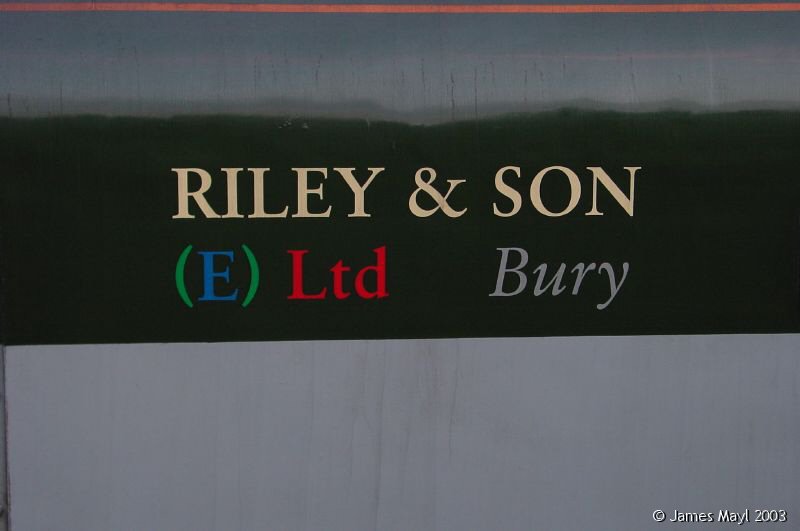 RILEY & SON
(E) Ltd Bury
© James Mayl 2003